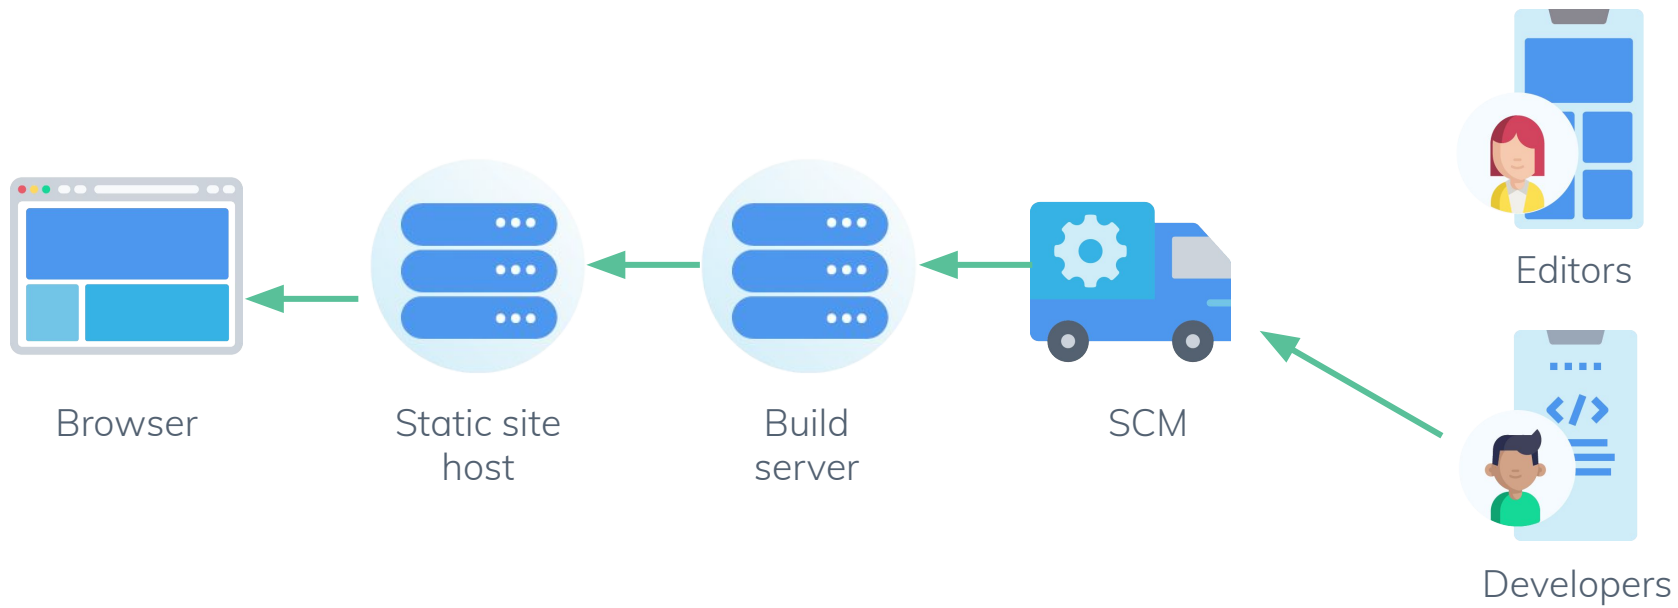 Editors
Browser
Static site
host
Build
server
SCM
Developers